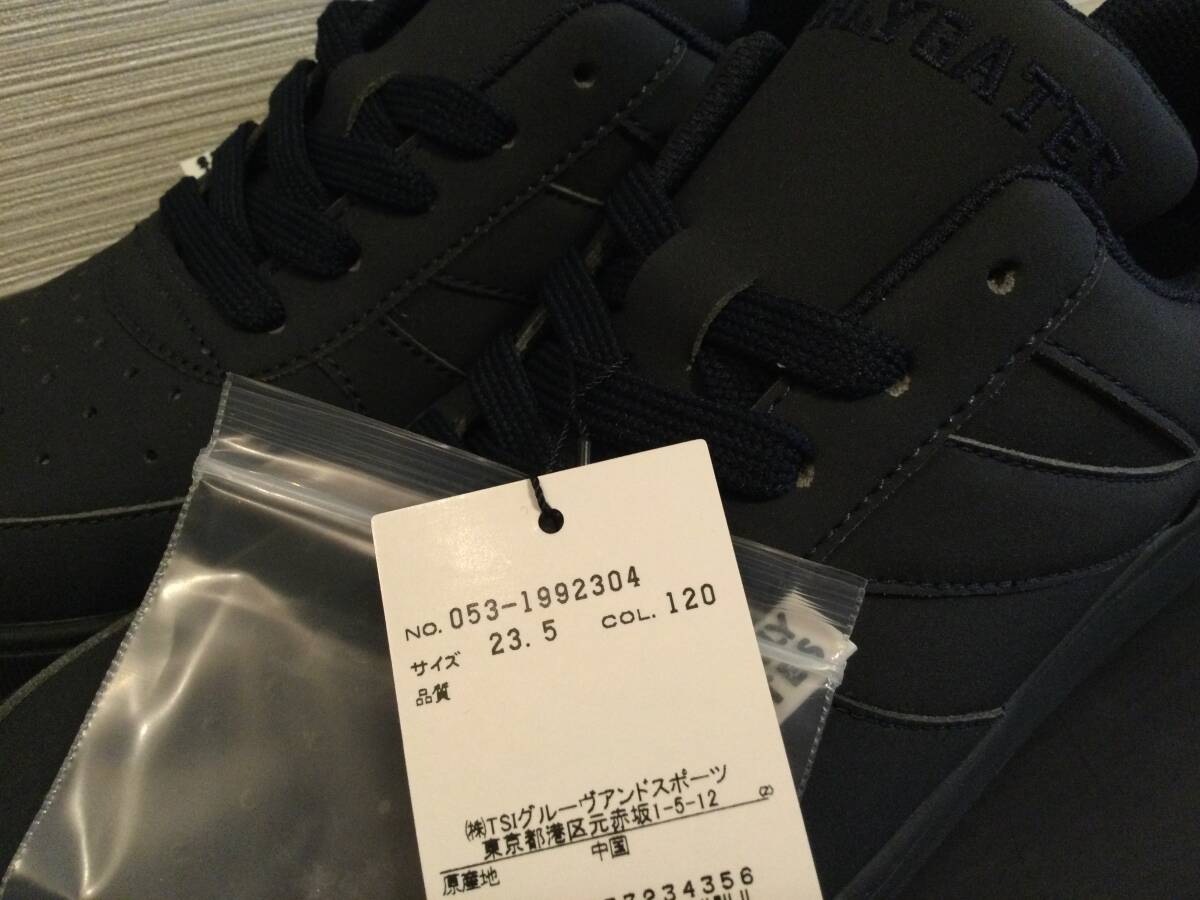 NO. 053-1992304
サイズ 23.5 COL. 120
品質
㈱TSIグルーヴアンドスポーツ
東京都港区元赤坂1-5-12 (2)
原産地 中国
7234356